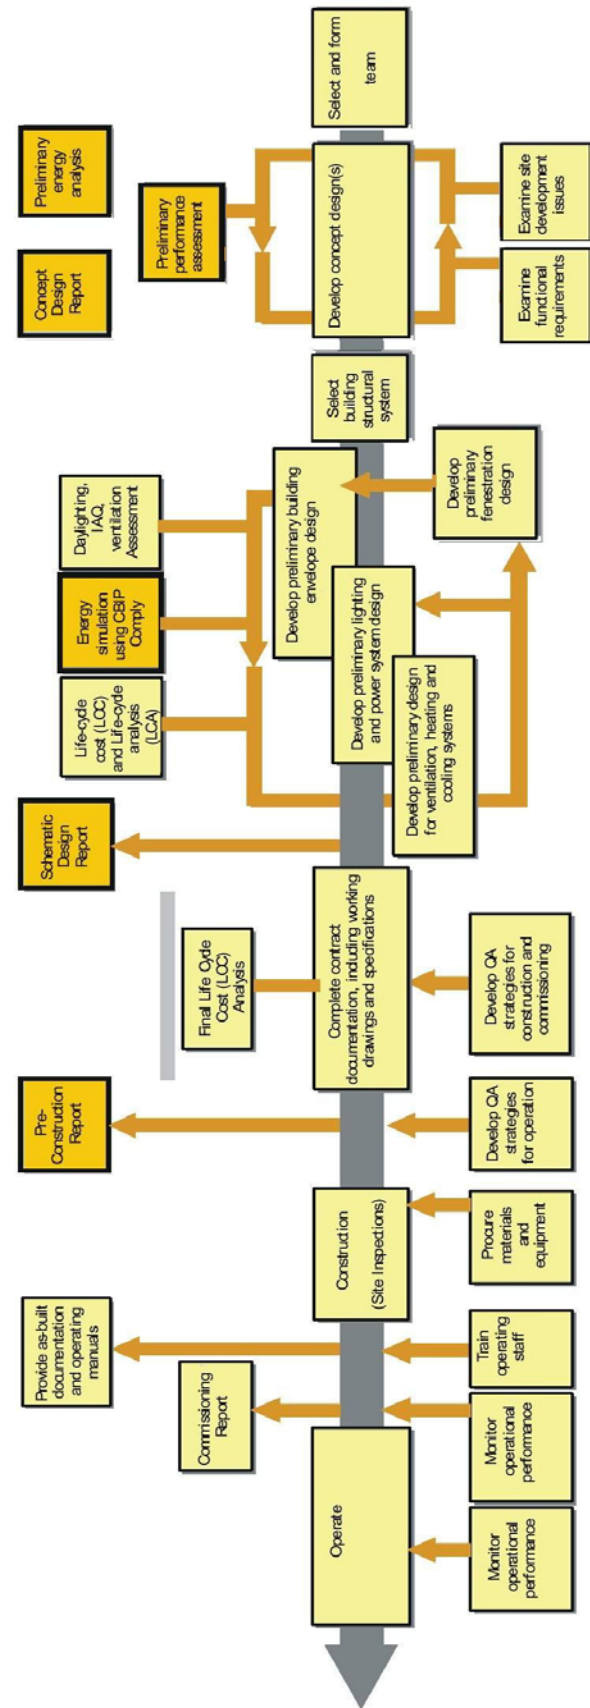 Select and form
team
Preliminary
energy
analysis
Concept
Design
Report
Preliminary
performance
assessment
Develop concept design(s)
Examine site
development
issues
Examine
functional
requirements
Select
building
structural
system
Daylighting,
IAQ,
ventilation
Assessment
Energy
simulation
using CBIP
Comply
Life-cycle
cost (LCC)
and Life-cycle
analysis
(LCA)
Develop preliminary building
envelope design
Develop preliminary lighting
and power system design
Develop preliminary design
for ventilation, heating and
cooling systems
Develop
preliminary
fenestration
design
Schematic
Design
Report
Final Life Cycle
Cost (LCC)
Analysis
Complete contract
documentation, including working
drawings and specifications
Develop QA
strategies for
construction and
commissioning
Pre-
Construction
Report
Develop QA
strategies
for operation
Construction
(Site Inspections)
Procure
materials
and
equipment
Provide as-built
documentation
and operating
manuals
Train
operating
staff
Commissioning
Report
Monitor
operational
performance
Operate
Monitor
operational
performance